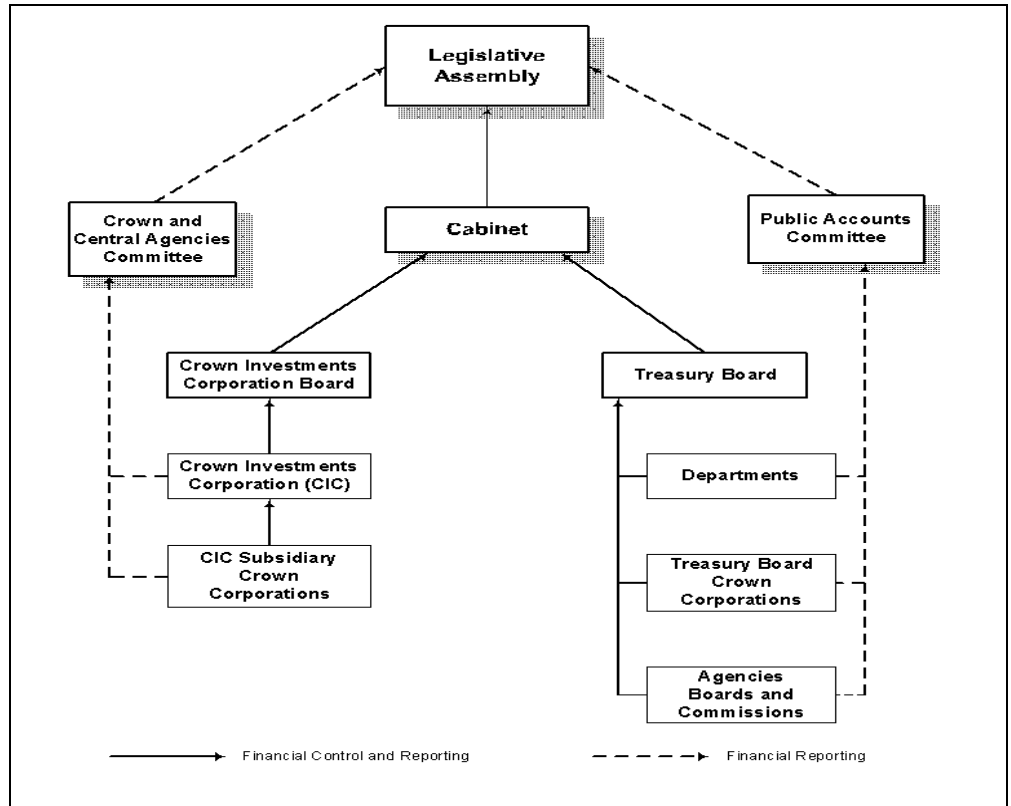 Legislative
Assembly
Crown and
Central Agencies
Committee
Cabinet
Public Accounts
Committee
Crown Investments
Corporation Board
Treasury Board
Crown Investments
Corporation (CIC)
Departments
CIC Subsidiary
Crown
Corporations
Treasury Board
Crown
Corporations
Agencies
Boards and
Commissions
Financial Control and Reporting
Financial Reporting